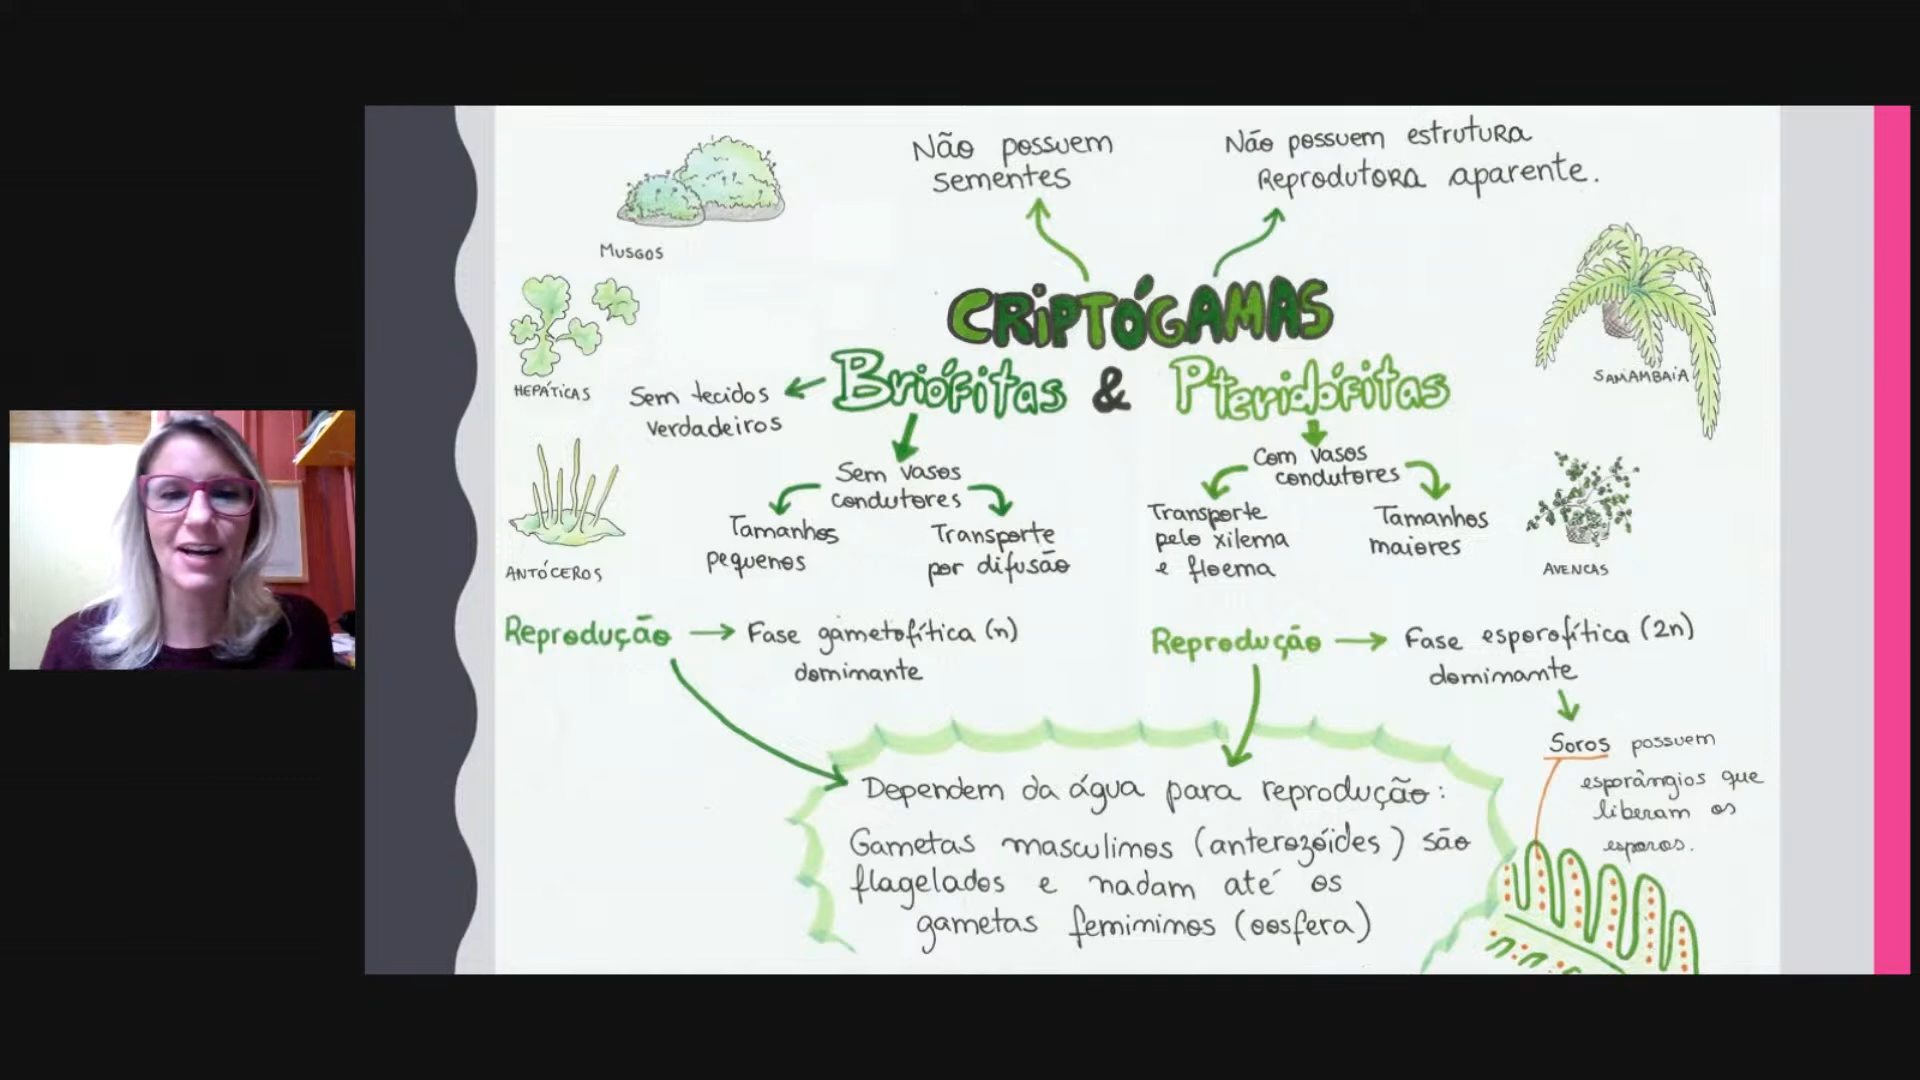 Não possuem
sementes
Não possuem estrutura
Reprodutora aparente.
MUSGOS
CRIPTÓGAMAS
Briófitas & Pteridófitas
HEPÁTICAS
SAMAMBAIA
Sem tecidos
verdadeiros
Sem vasos
condutores
Tamanhos
pequenos
Transporte
por difusão
Com vasos
condutores
Transporte
pelo xilema
e floema
Tamanhos
maiores
ANTÓCEROS
AVENCAS
Reprodução → Fase gametofítica (n)
dominante
Reprodução → Fase esporofítica (2n)
dominante
Soros possuem
esporângios que
liberam os
esporos.
Dependem da água para reprodução:
Gametas masculinos (anterozóides) são
flagelados e nadam até os
gametas femininos (oosfera)